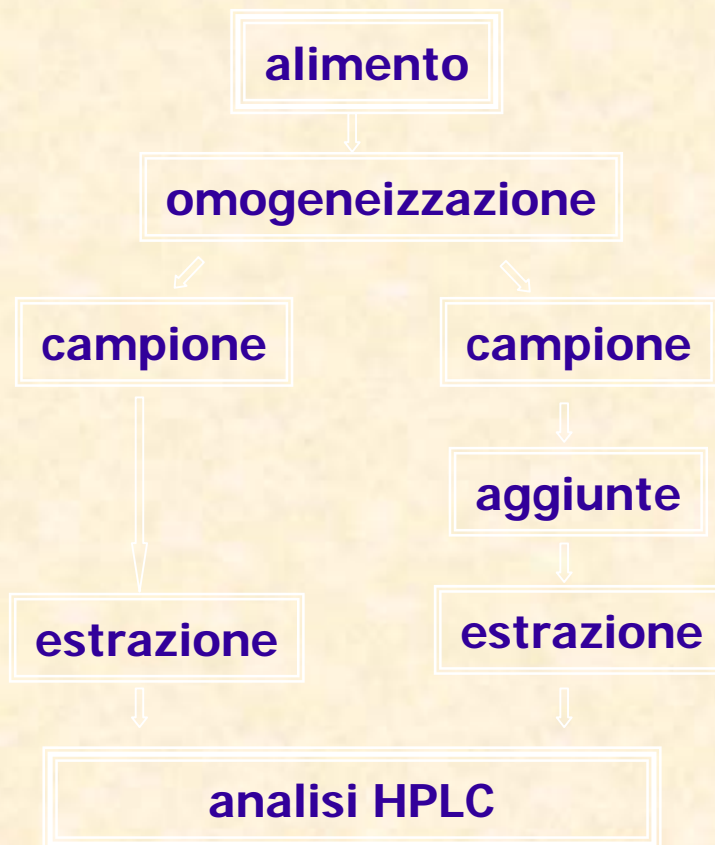 alimento
omogeneizzazione
campione
campione
aggiunte
estrazione
estrazione
analisi HPLC